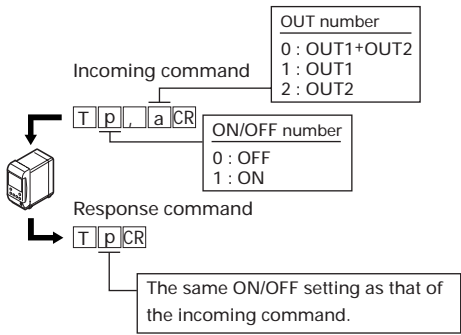 OUT number
0 : OUT1+OUT2
1 : OUT1
2 : OUT2
Incoming command
T p , a CR
ON/OFF number
0 : OFF
1 : ON
Response command
T p CR
The same ON/OFF setting as that of
the incoming command.